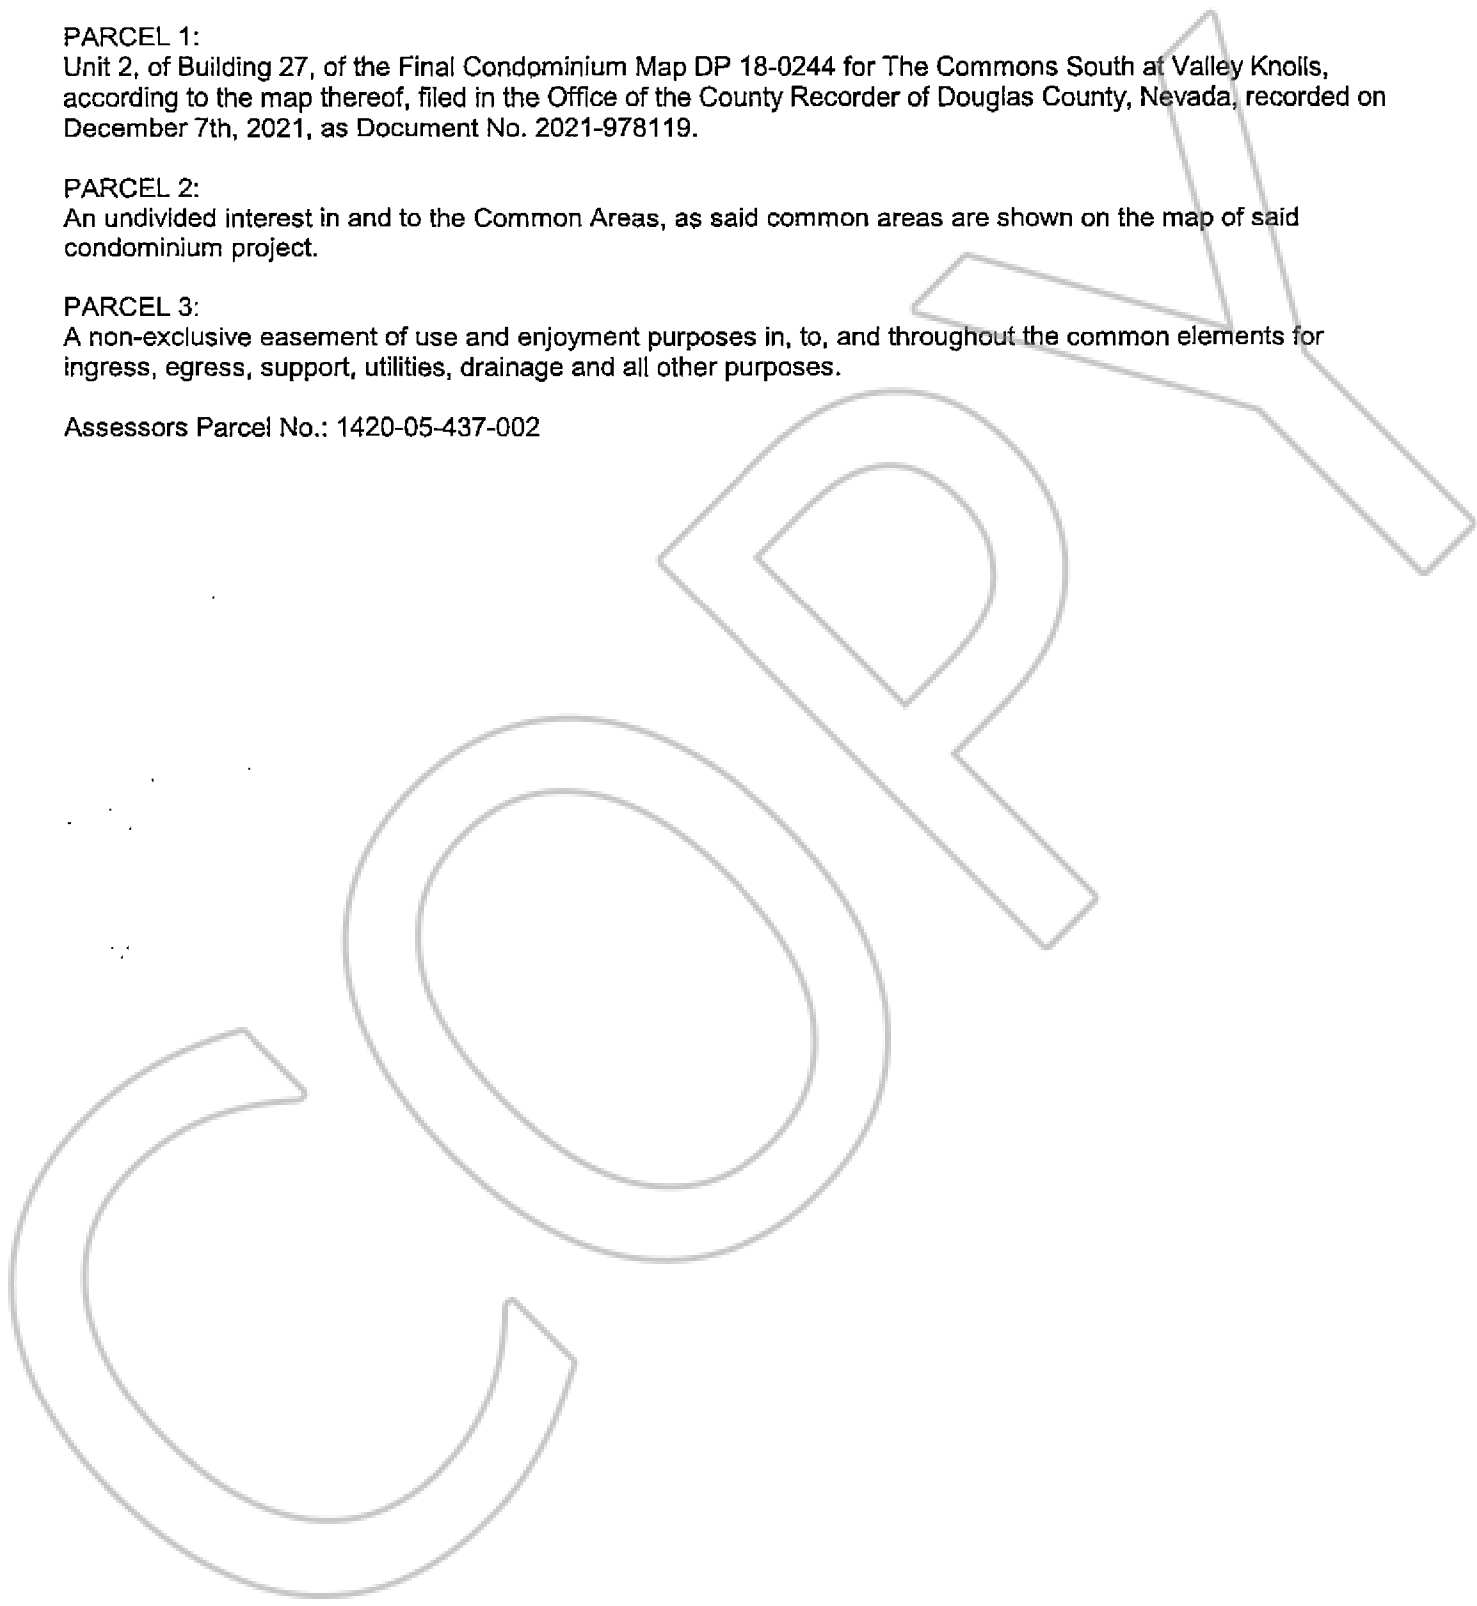 PARCEL 1:
Unit 2, of Building 27, of the Final Condominium Map DP 18-0244 for The Commons South at Valley Knolls,
according to the map thereof, filed in the Office of the County Recorder of Douglas County, Nevada, recorded on
December 7th, 2021, as Document No. 2021-978119.
PARCEL 2:
An undivided interest in and to the Common Areas, as said common areas are shown on the map of said
condominium project.
PARCEL 3:
A non-exclusive easement of use and enjoyment purposes in, to, and throughout the common elements for
ingress, egress, support, utilities, drainage and all other purposes.
Assessors Parcel No.: 1420-05-437-002
COPY